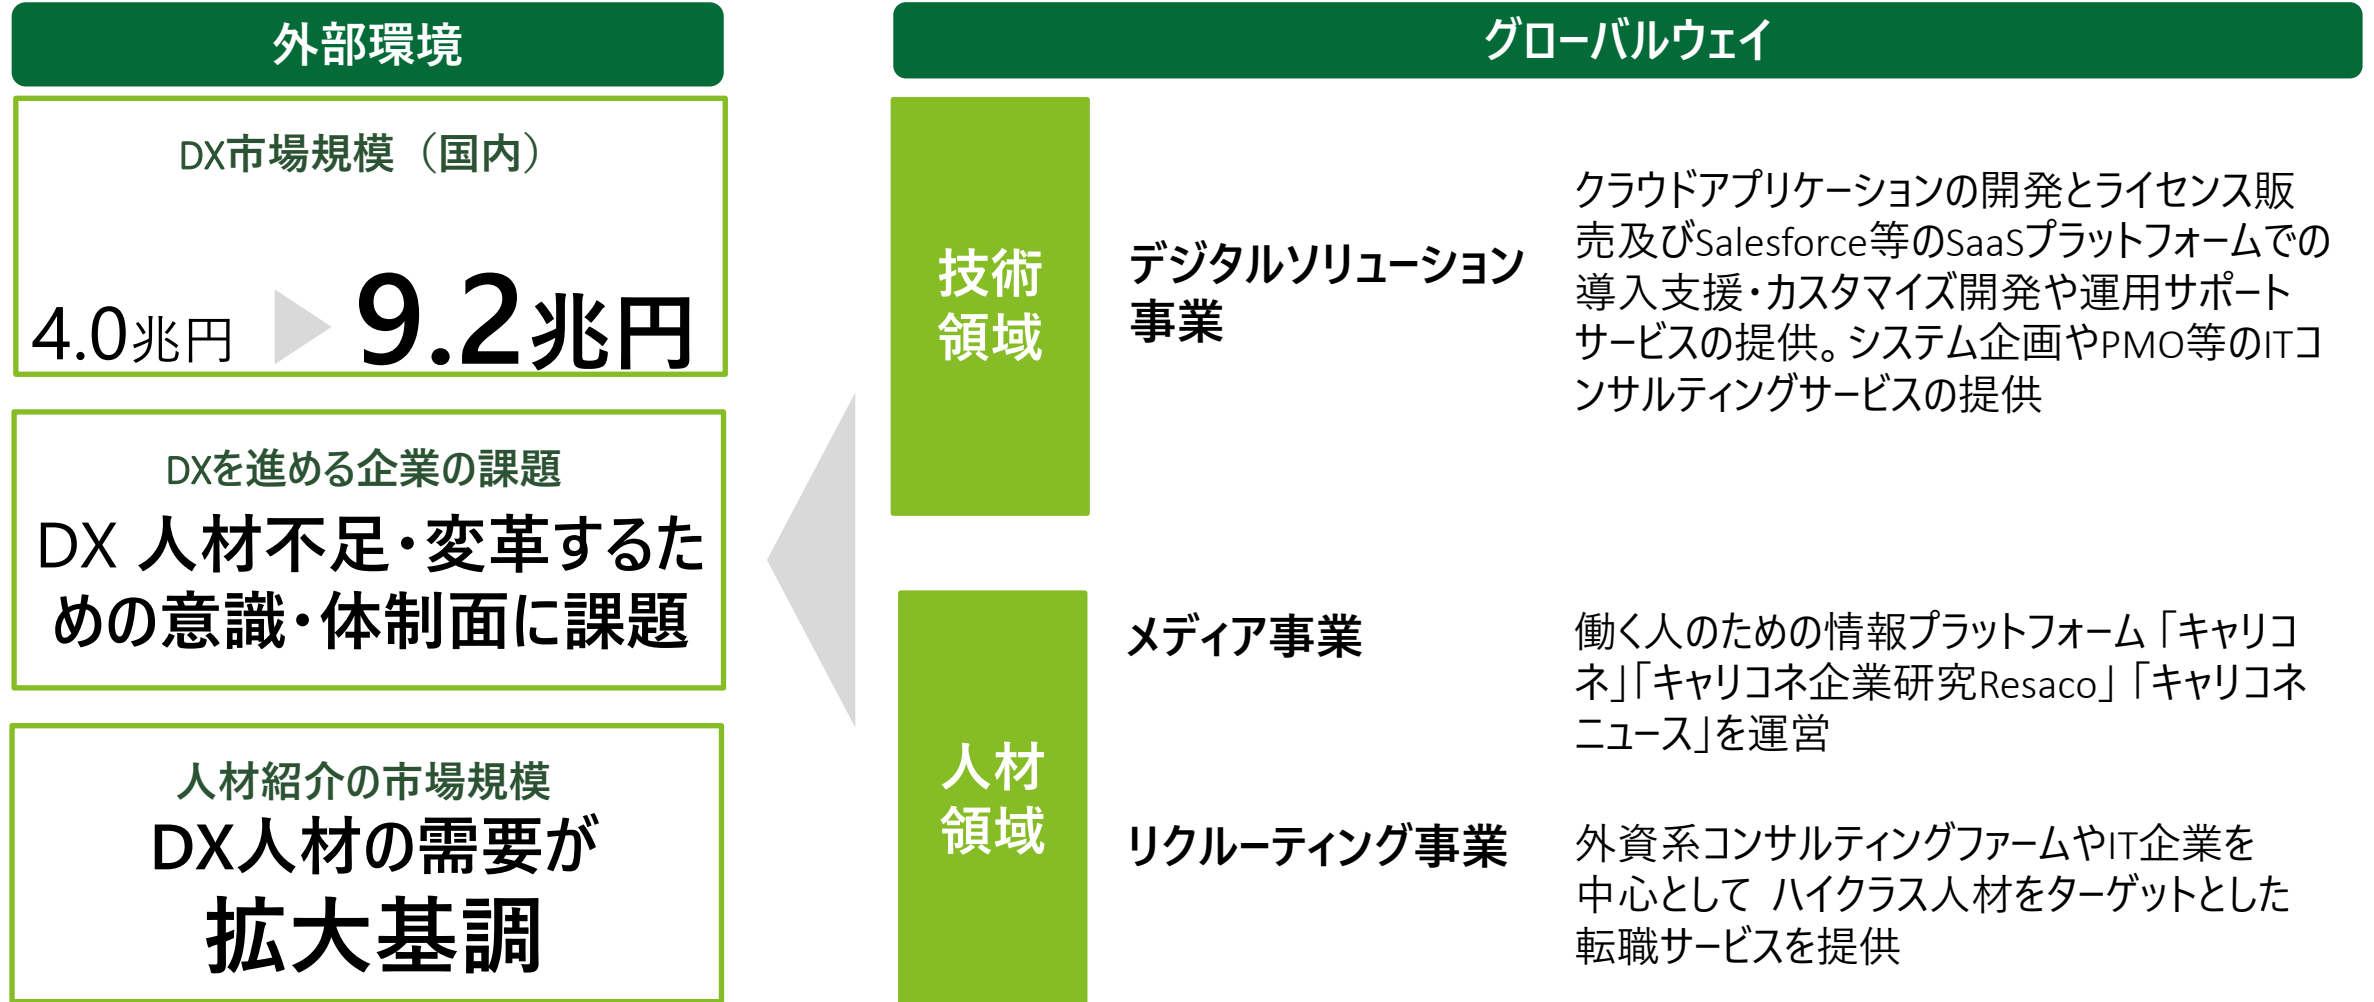 外部環境
DX市場規模（国内）
4.0兆円 9.2兆円
DXを進める企業の課題
DX 人材不足・変革するた
めの意識・体制面に課題
人材紹介の市場規模
DX人材の需要が
拡大基調
グローバルウェイ
技術
領域
デジタルソリューション
事業
クラウドアプリケーションの開発とライセンス販
売及びSalesforce等のSaaSプラットフォームでの
導入支援・カスタマイズ開発や運用サポート
サービスの提供。システム企画やPMO等のITコ
ンサルティングサービスの提供
人材
領域
メディア事業
働く人のための情報プラットフォーム「キャリコ
ネ」「キャリコネ企業研究Resaco」「キャリコネ
ニュース」を運営
リクルーティング事業
外資系コンサルティングファームやIT企業を
中心として ハイクラス人材をターゲットとした
転職サービスを提供